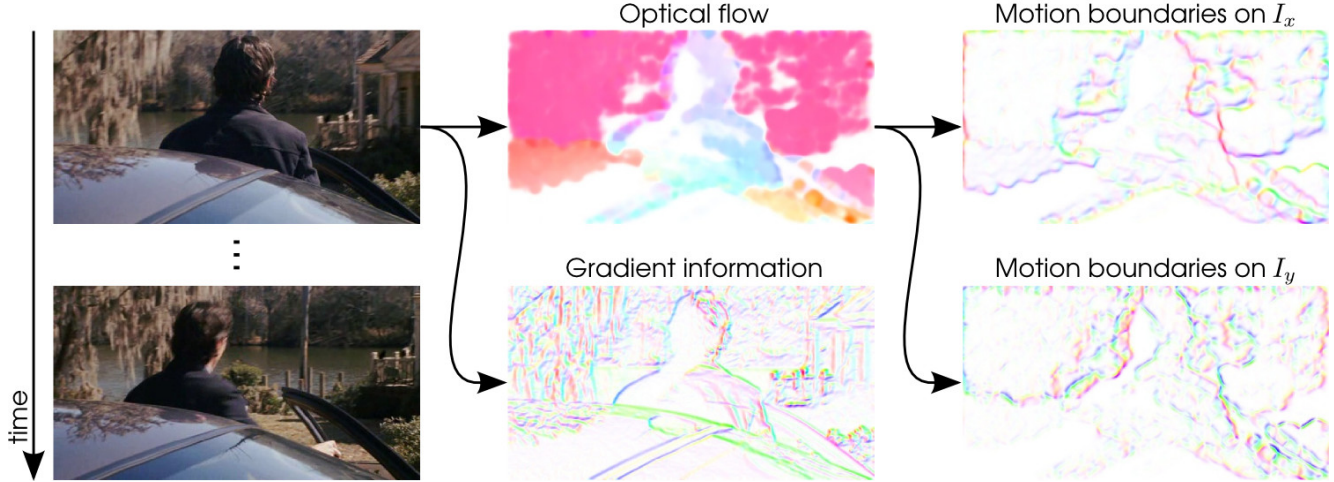 Optical flow
Motion boundaries on I_x
Gradient information
Motion boundaries on I_y
time